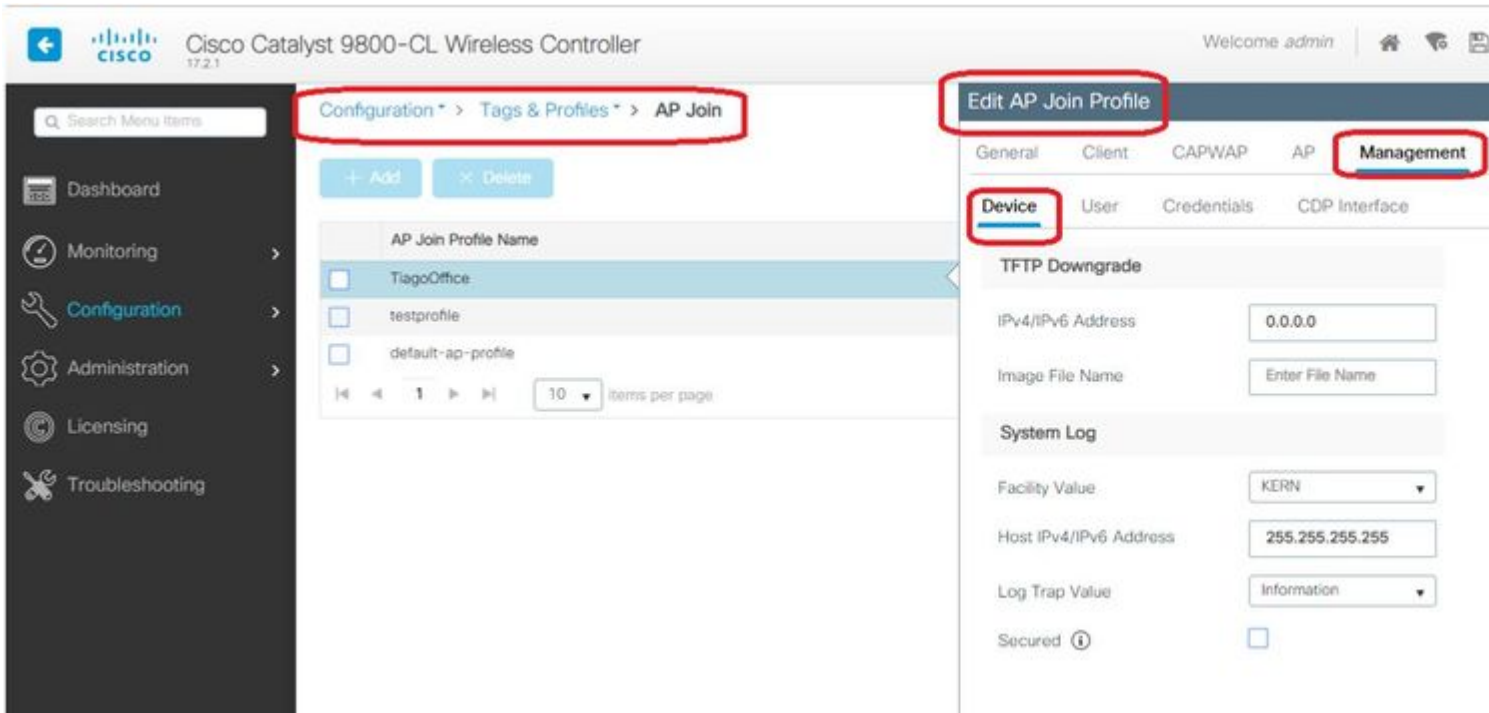 CISCO
Cisco Catalyst 9800-CL Wireless Controller
17.2.1
Welcome admin
Search Menu Items
Dashboard
Monitoring
Configuration
Administration
Licensing
Troubleshooting
Configuration * > Tags & Profiles * > AP Join
+ Add
× Delete
AP Join Profile Name
TiagoOffice
testprofile
default-ap-profile
1
10
items per page
Edit AP Join Profile
General Client CAPWAP AP Management
Device User Credentials CDP Interface
TFTP Downgrade
IPv4/IPv6 Address 0.0.0.0
Image File Name Enter File Name
System Log
Facility Value KERN
Host IPv4/IPv6 Address 255.255.255.255
Log Trap Value Information
Secured